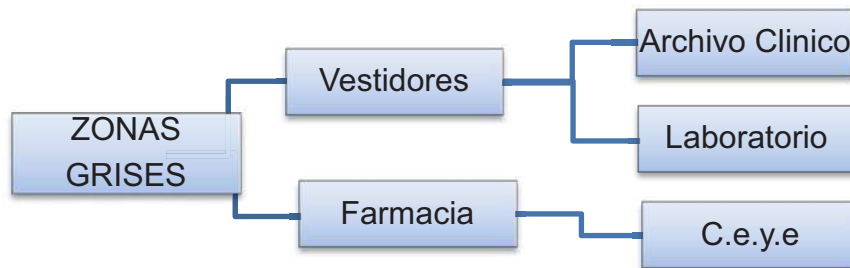 ZONAS
GRISES
Vestidores
Farmacia
Archivo Clinico
Laboratorio
C.e.y.e